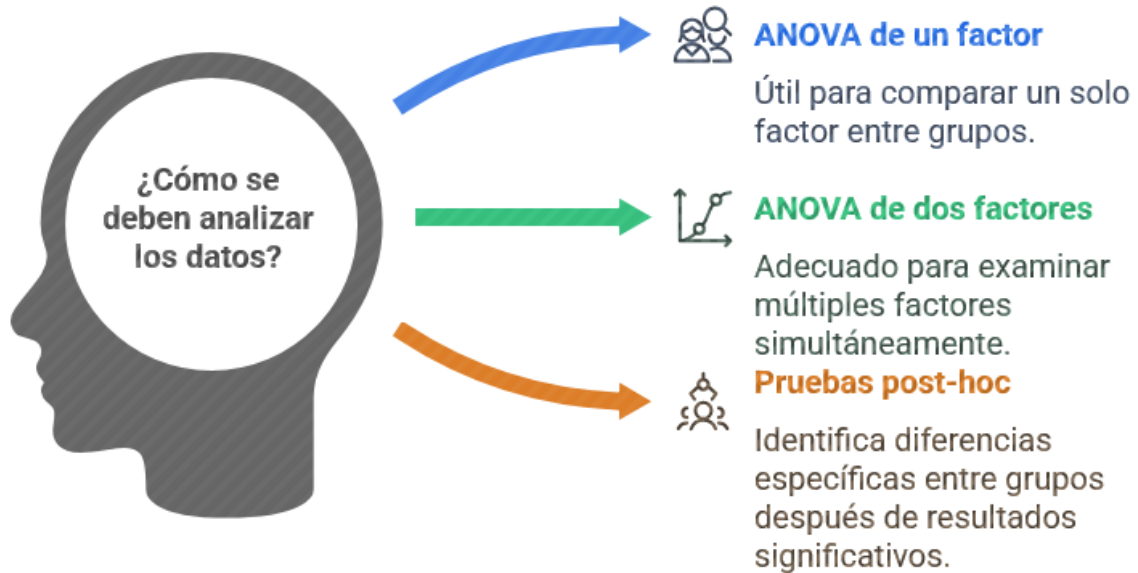 ¿Cómo se
deben analizar
los datos?
ANOVA de un factor
Útil para comparar un solo
factor entre grupos.
ANOVA de dos factores
Adecuado para examinar
múltiples factores
simultáneamente.
Pruebas post-hoc
Identifica diferencias
específicas entre grupos
después de resultados
significativos.